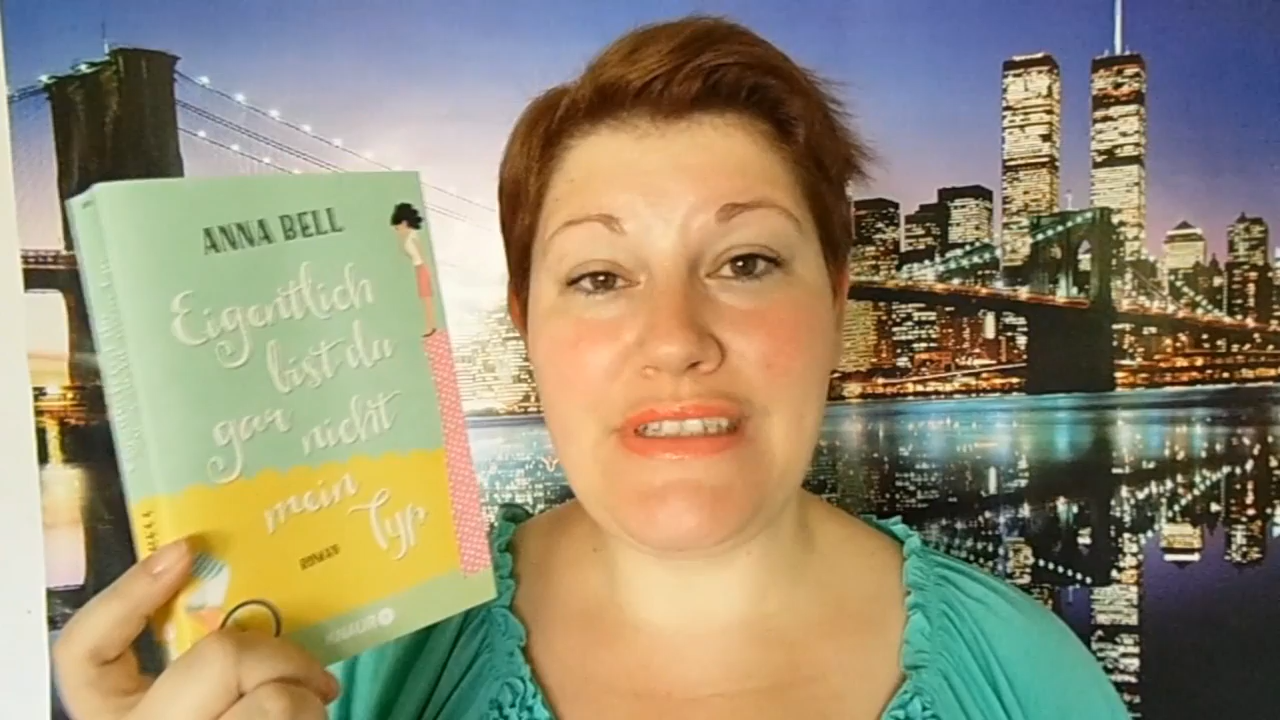 ANNA BELL
Eigentlich
bist du
gar nicht
mein
Typ
ROMAN
KNAUR